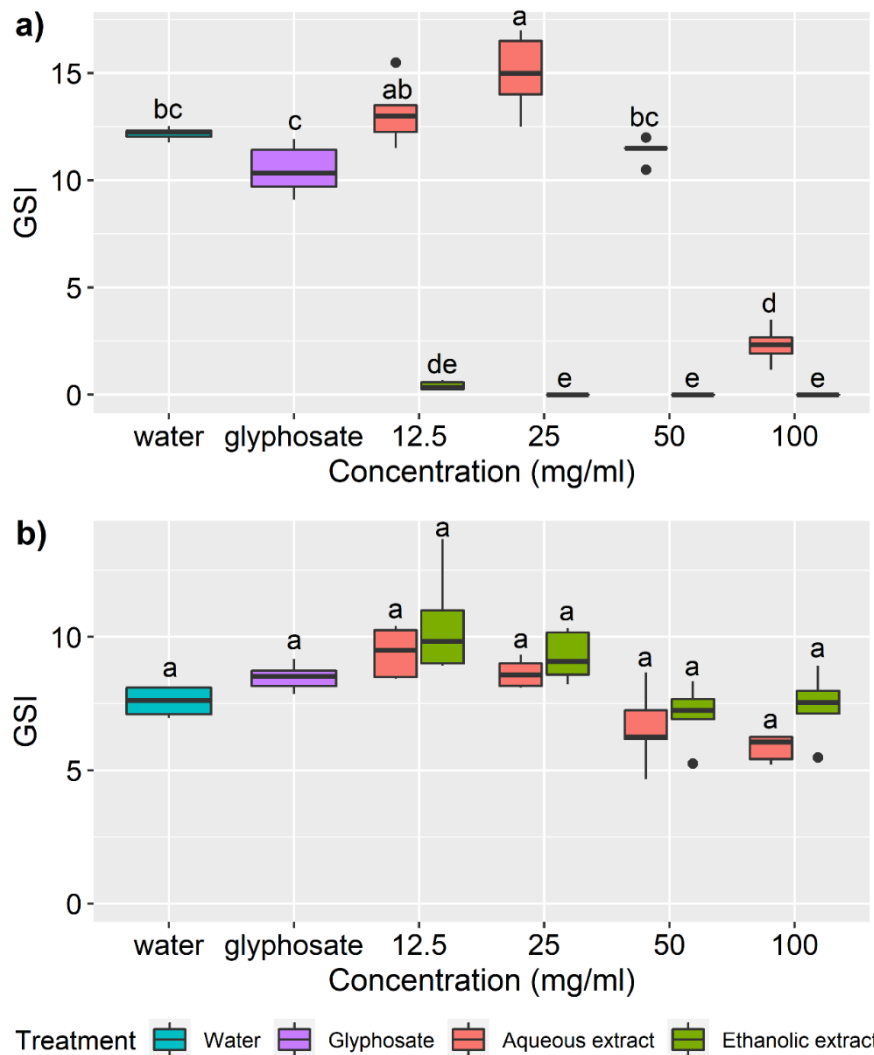 a)
GSI
15
10
5
0
bc
c
ab
a
bc
d
de
e
e
e
water glyphosate 12.5 25 50 100
Concentration (mg/ml)
b)
GSI
10
5
0
a
a
a
a
a
a
a
a
a
a
water glyphosate 12.5 25 50 100
Concentration (mg/ml)
Treatment Water Glyphosate Aqueous extract Ethanolic extract